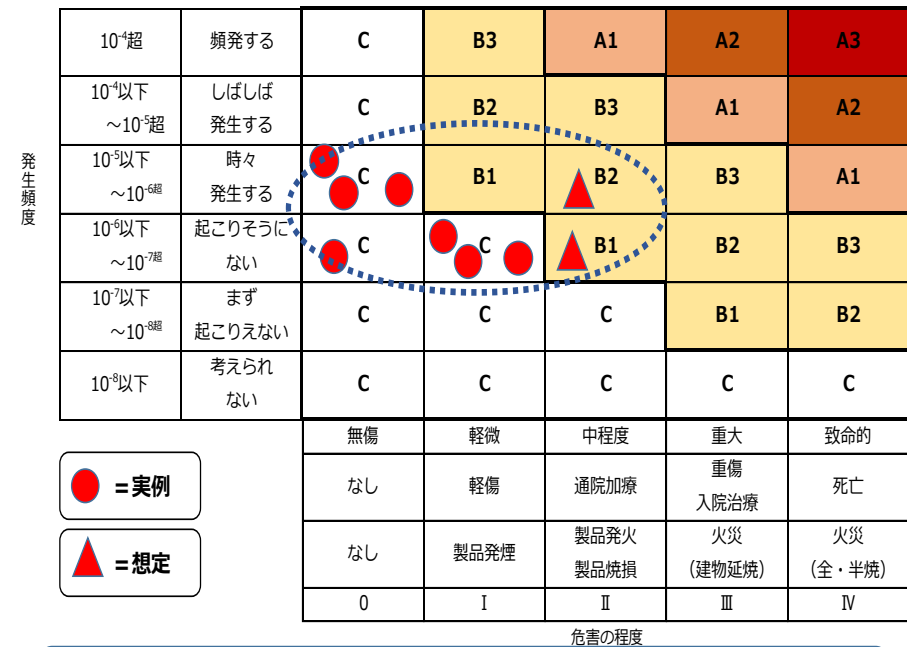 10⁻⁴超 頻発する C B3 A1 A2 A3
10⁻⁴以下 しばしば
～10⁻⁵超 発生する C B2 B3 A1 A2
発生頻度
10⁻⁵以下 時々
～10⁻⁶超 発生する C B1 B2 B3 A1
10⁻⁶以下 起こりそうに
～10⁻⁷超 ない C C B1 B2 B3
10⁻⁷以下 まず
～10⁻⁸超 起こりえない C C C B1 B2
10⁻⁸以下 考えられ
ない C C C C C
無傷 軽微 中程度 重大 致命的
なし 軽傷 通院加療 重傷
入院治療 死亡
なし 製品発煙 製品発火
製品焼損 火災
（建物延焼） 火災
（全・半焼）
0 Ⅰ Ⅱ Ⅲ Ⅳ
危害の程度
＝実例
＝想定